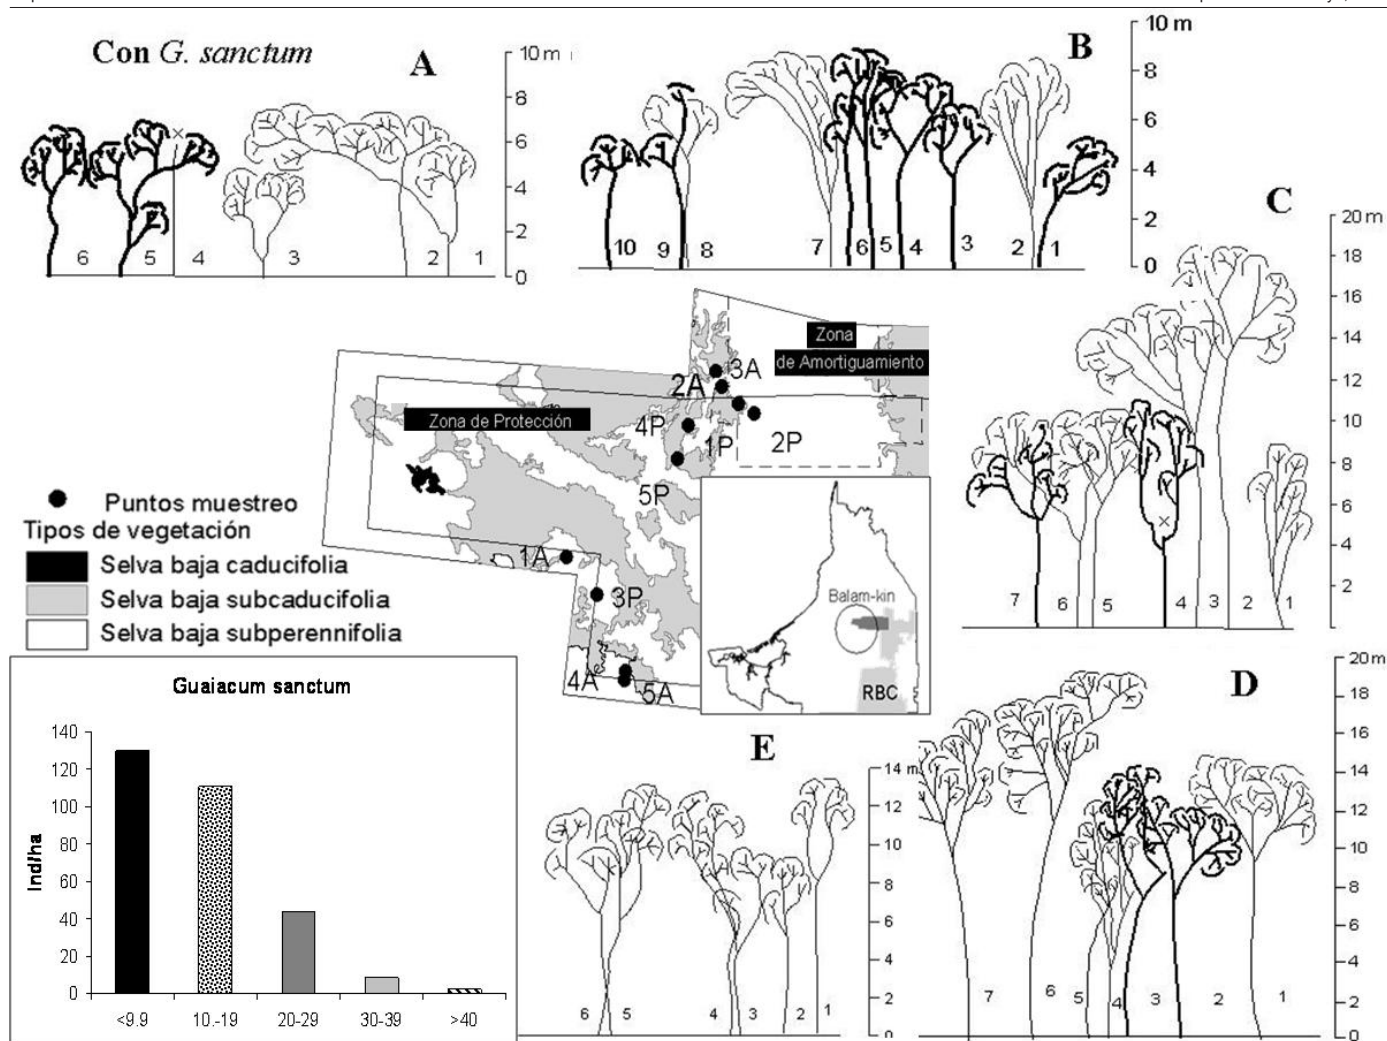 Con G. sanctum
A
10 m
8
6
4
2
0
6
5
4
3
2
1
B
10 m
8
6
4
2
0
10
9
8
7
6
5
4
3
2
1
C
20 m
18
16
14
12
10
8
6
4
2
7
6
5
4
3
2
1
Zona
de Amortiguamiento
Zona de Protección
3A
2A
4P
1P
2P
5P
1A
3P
4A
5A
Balam-kin
RBC
Puntos muestreo
Tipos de vegetación
Selva baja caducifolia
Selva baja subcaducifolia
Selva baja subperennifolia
Guaiacum sanctum
Ind/ha
140
120
100
80
60
40
20
0
<9.9
10.-19
20-29
30-39
>40
E
14 m
12
10
8
6
4
2
0
6
5
4
3
2
1
D
20 m
18
16
14
12
10
8
6
4
2
0
7
6
5
4
3
2
1